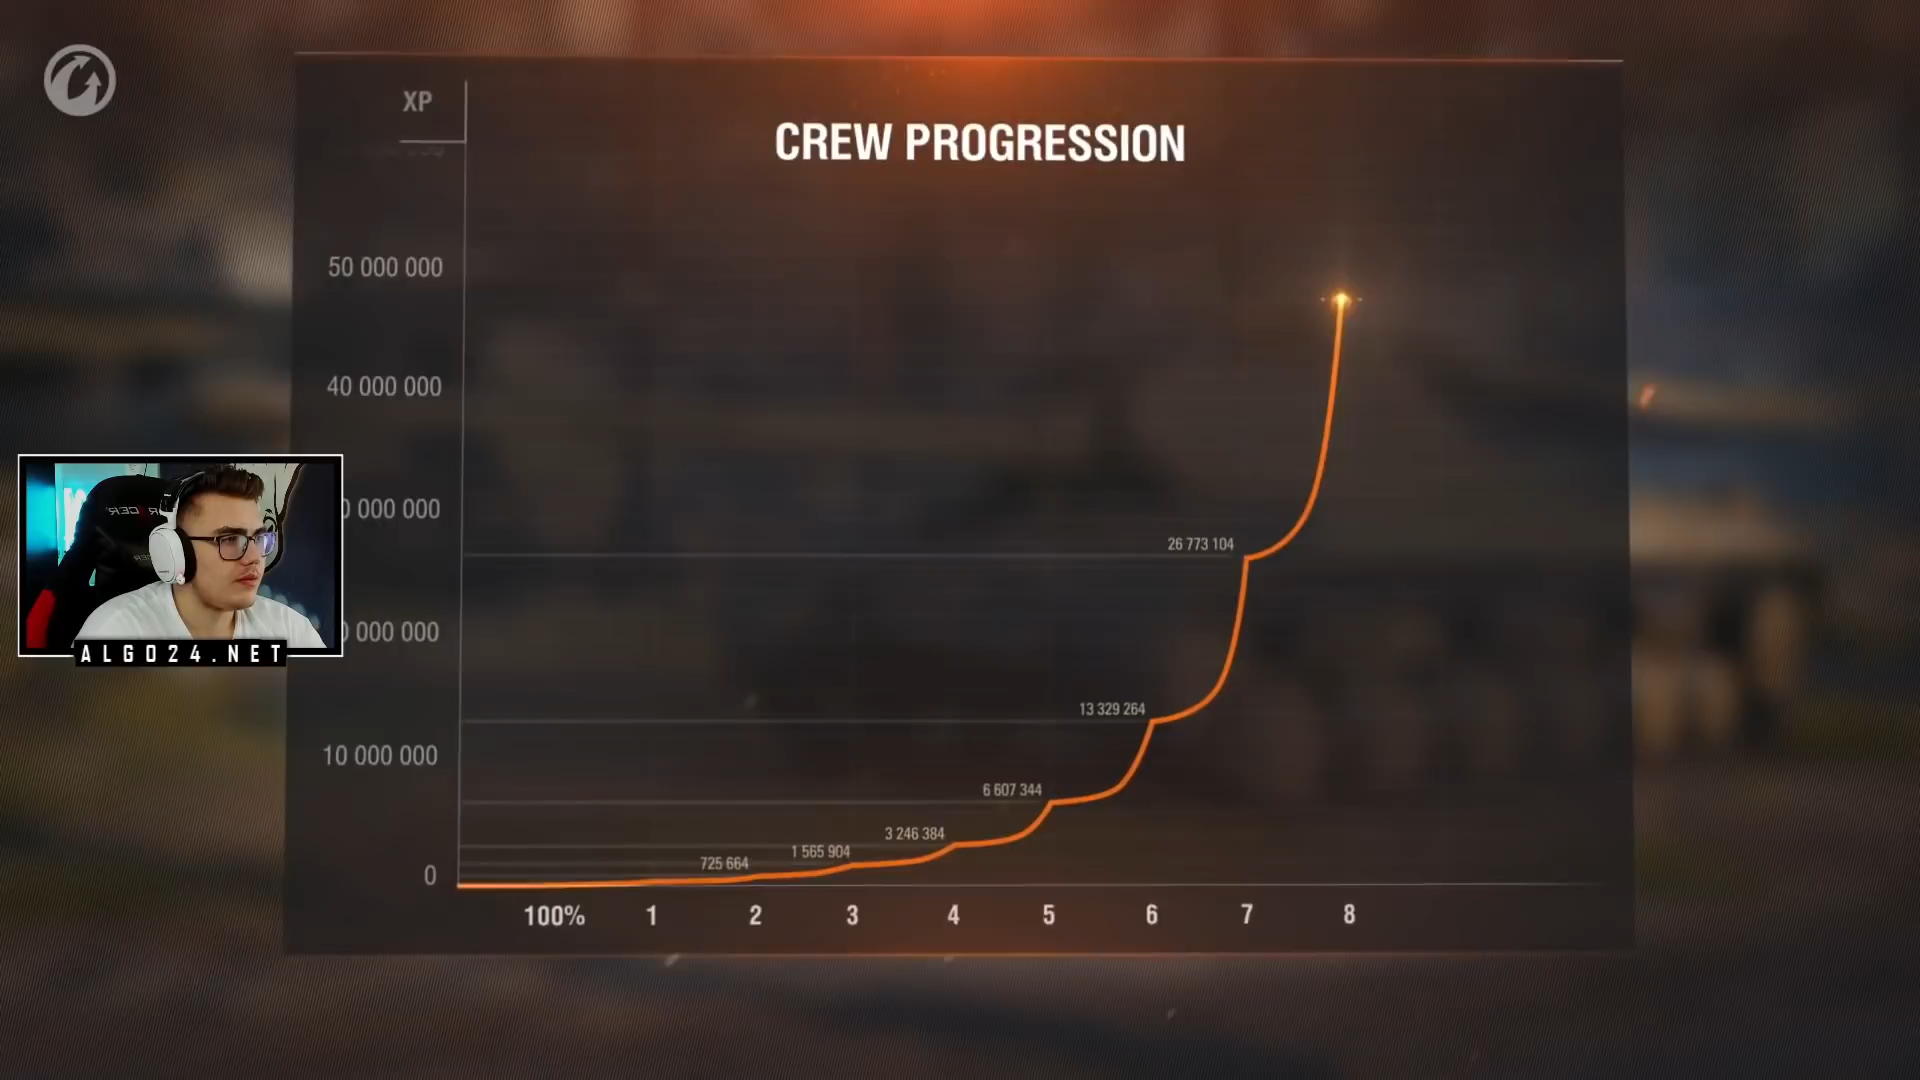 XP
CREW PROGRESSION
50 000 000
40 000 000
0 000 000
0 000 000
10 000 000
0
26 773 104
13 329 264
6 607 344
3 246 384
1 565 904
725 664
100% 1 2 3 4 5 6 7 8
ALGO24.NET